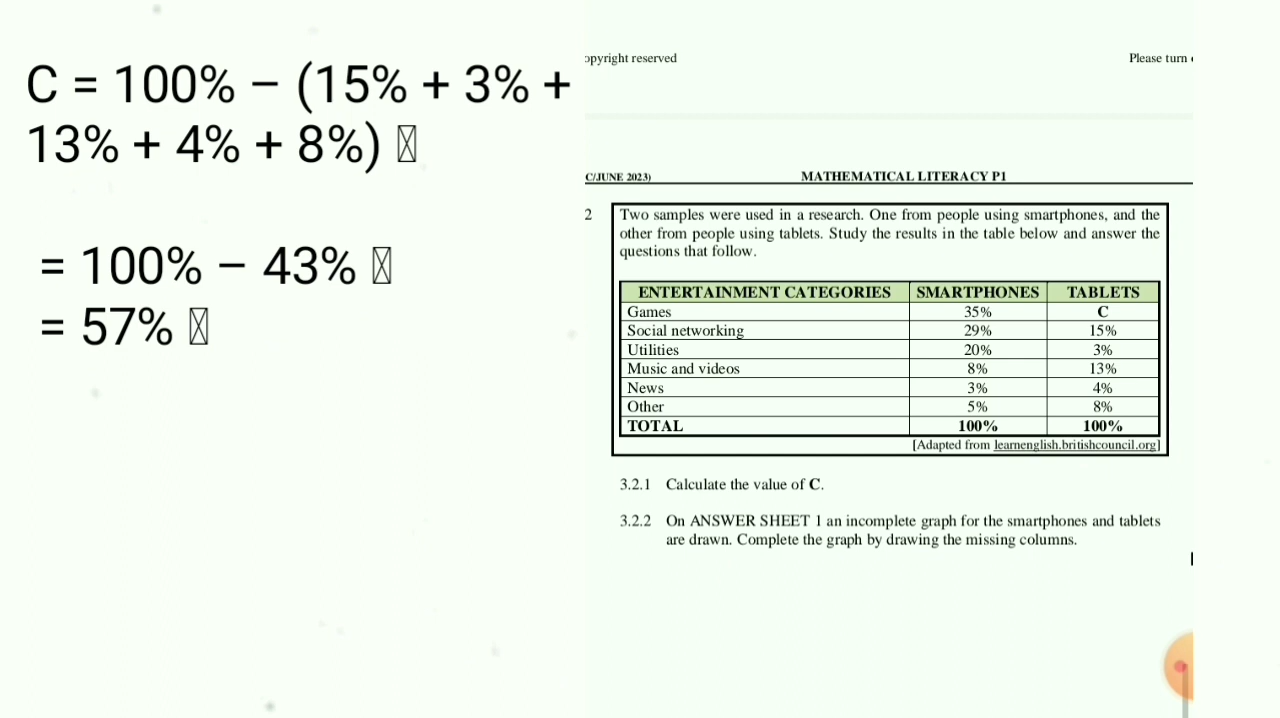 C = 100% – (15% + 3% +
13% + 4% + 8%)
= 100% – 43%
= 57%
opyright reserved
Please turn
C/JUNE 2023)
MATHEMATICAL LITERACY P1
2
Two samples were used in a research. One from people using smartphones, and the
other from people using tablets. Study the results in the table below and answer the
questions that follow.
ENTERTAINMENT CATEGORIES SMARTPHONES TABLETS
Games 35% C
Social networking 29% 15%
Utilities 20% 3%
Music and videos 8% 13%
News 3% 4%
Other 5% 8%
TOTAL 100% 100%
[Adapted from learnenglish.britishcouncil.org]
3.2.1 Calculate the value of C.
3.2.2 On ANSWER SHEET 1 an incomplete graph for the smartphones and tablets
are drawn. Complete the graph by drawing the missing columns.